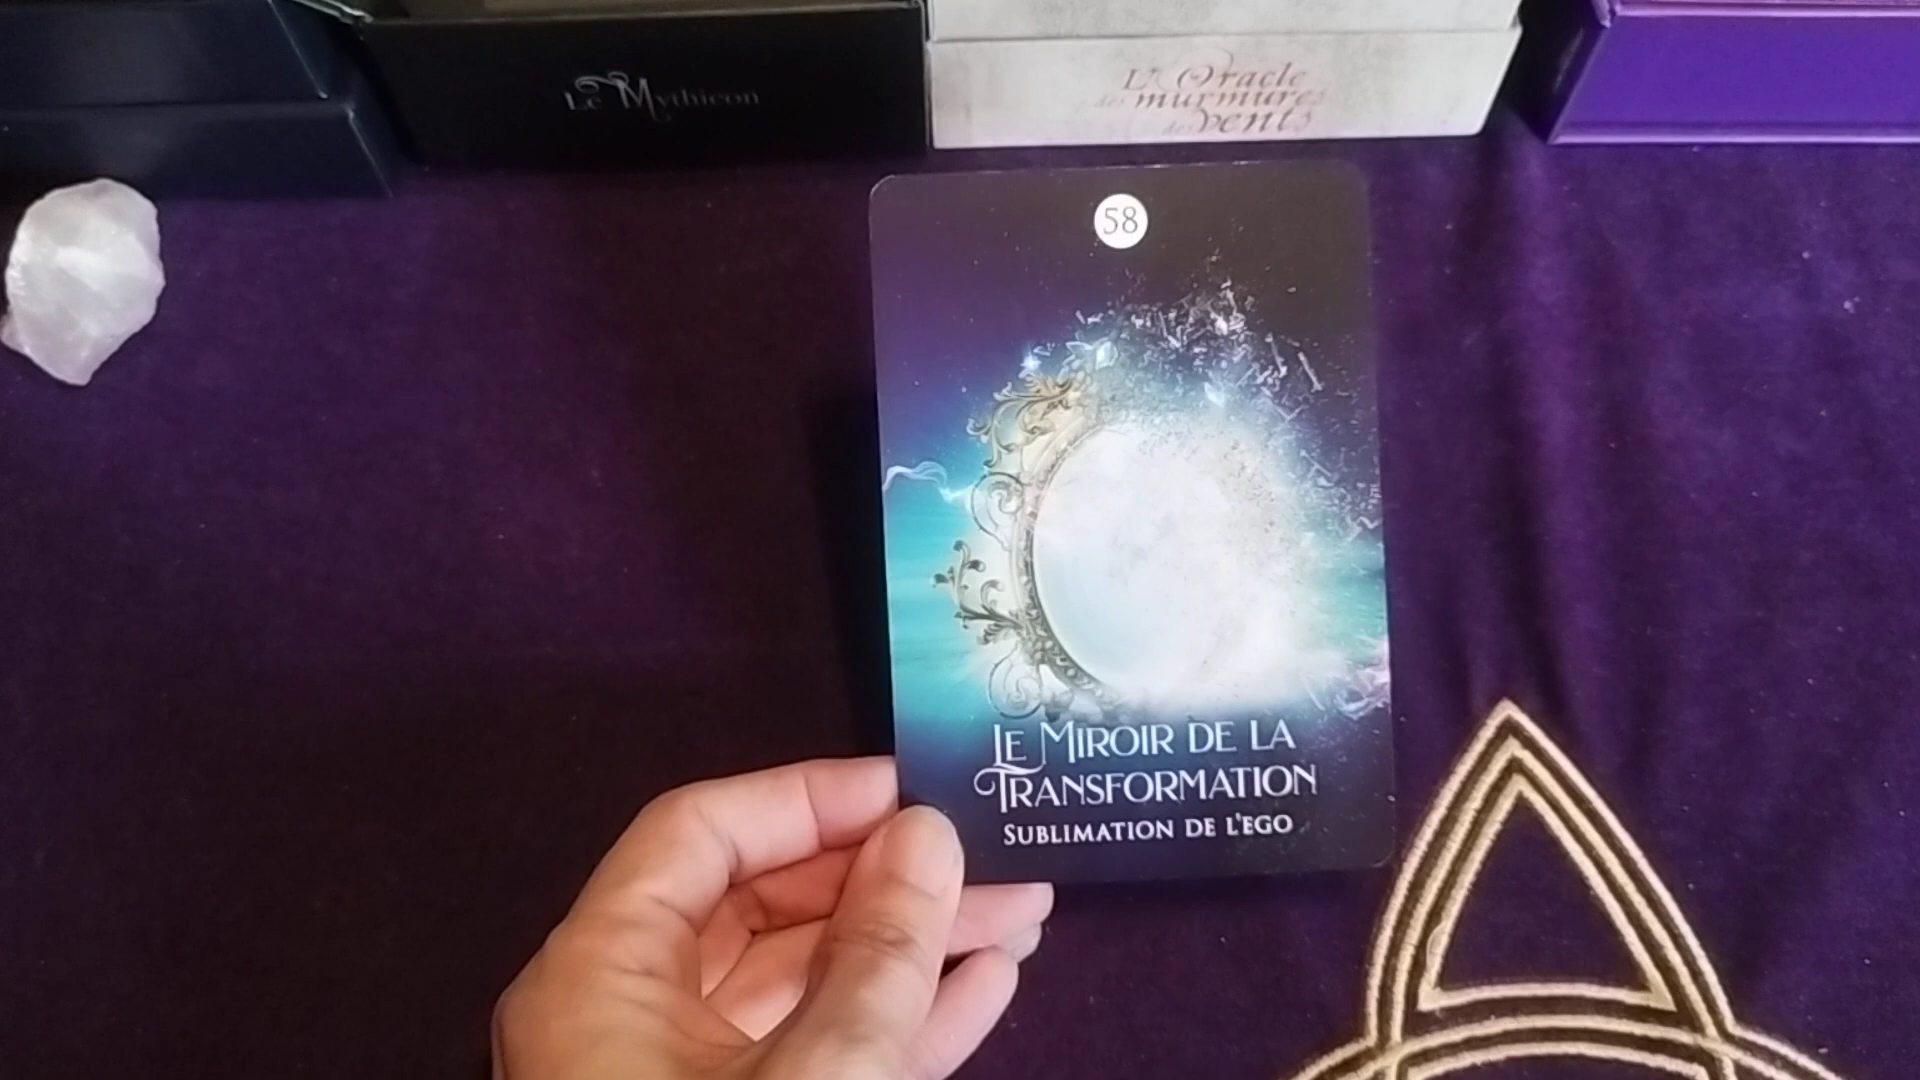 Le Mythicon
L'Oracle
des murmures
des vents
58
Le Miroir de la
Transformation
Sublimation de l'ego